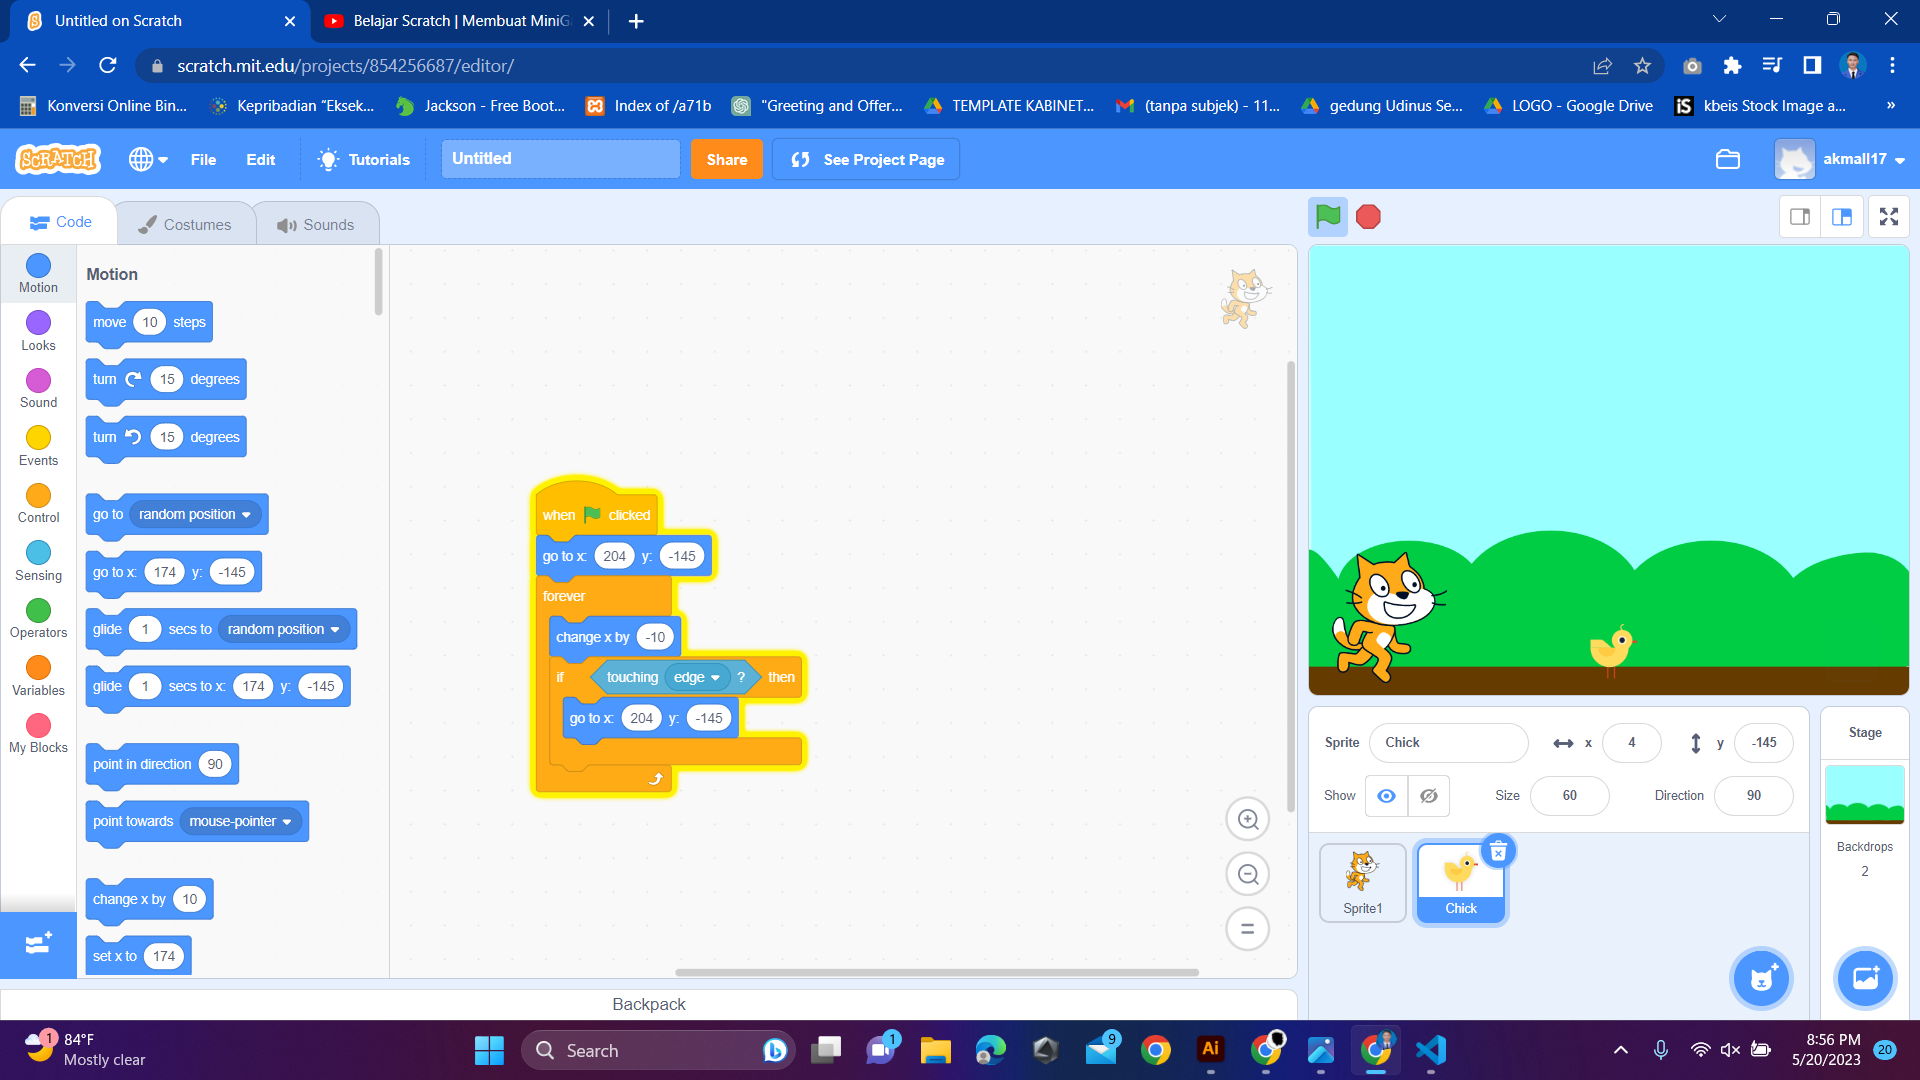 Untitled on Scratch
Belajar Scratch | Membuat MiniG
scratch.mit.edu/projects/854256687/editor/
Konversi Online Bin...
Kepribadian “Eksek...
Jackson - Free Boot...
Index of /a71b
"Greeting and Offer...
TEMPLATE KABINET...
(tanpa subjek) - 11...
gedung Udinus Se...
LOGO - Google Drive
iS
kbeis Stock Image a...
»
SCRATCH
File
Edit
Tutorials
Untitled
Share
See Project Page
akmall17
Code
Costumes
Sounds
Motion
Looks
Sound
Events
Control
Sensing
Operators
Variables
My Blocks
Motion
move 10 steps
turn 15 degrees
turn 15 degrees
go to random position
go to x: 174 y: -145
glide 1 secs to random position
glide 1 secs to x: 174 y: -145
point in direction 90
point towards mouse-pointer
change x by 10
set x to 174
when clicked
go to x: 204 y: -145
forever
change x by -10
if touching edge ? then
go to x: 204 y: -145
Sprite Chick x 4 y -145
Show Size 60 Direction 90
Sprite1
Chick
Stage
Backdrops
2
Backpack
1
84°F
Mostly clear
Search
1
9
Ai
8:56 PM
5/20/2023
20